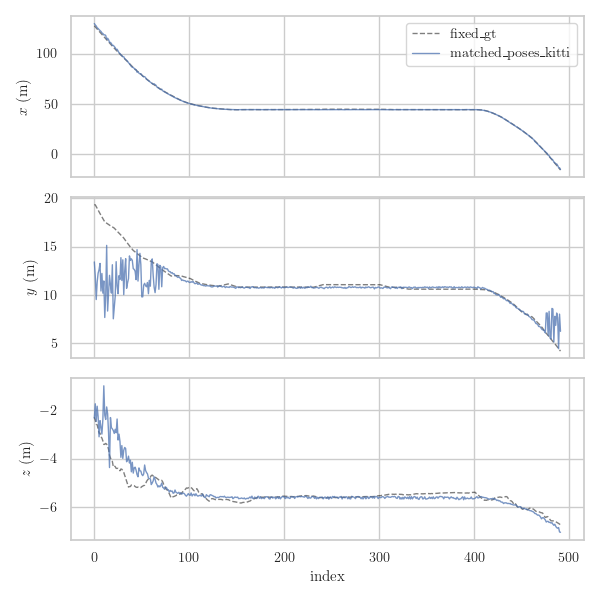 fixed_gt
matched_poses_kitti
100
50
0
x (m)
20
15
10
5
y (m)
−2
−4
−6
z (m)
0 100 200 300 400 500
index